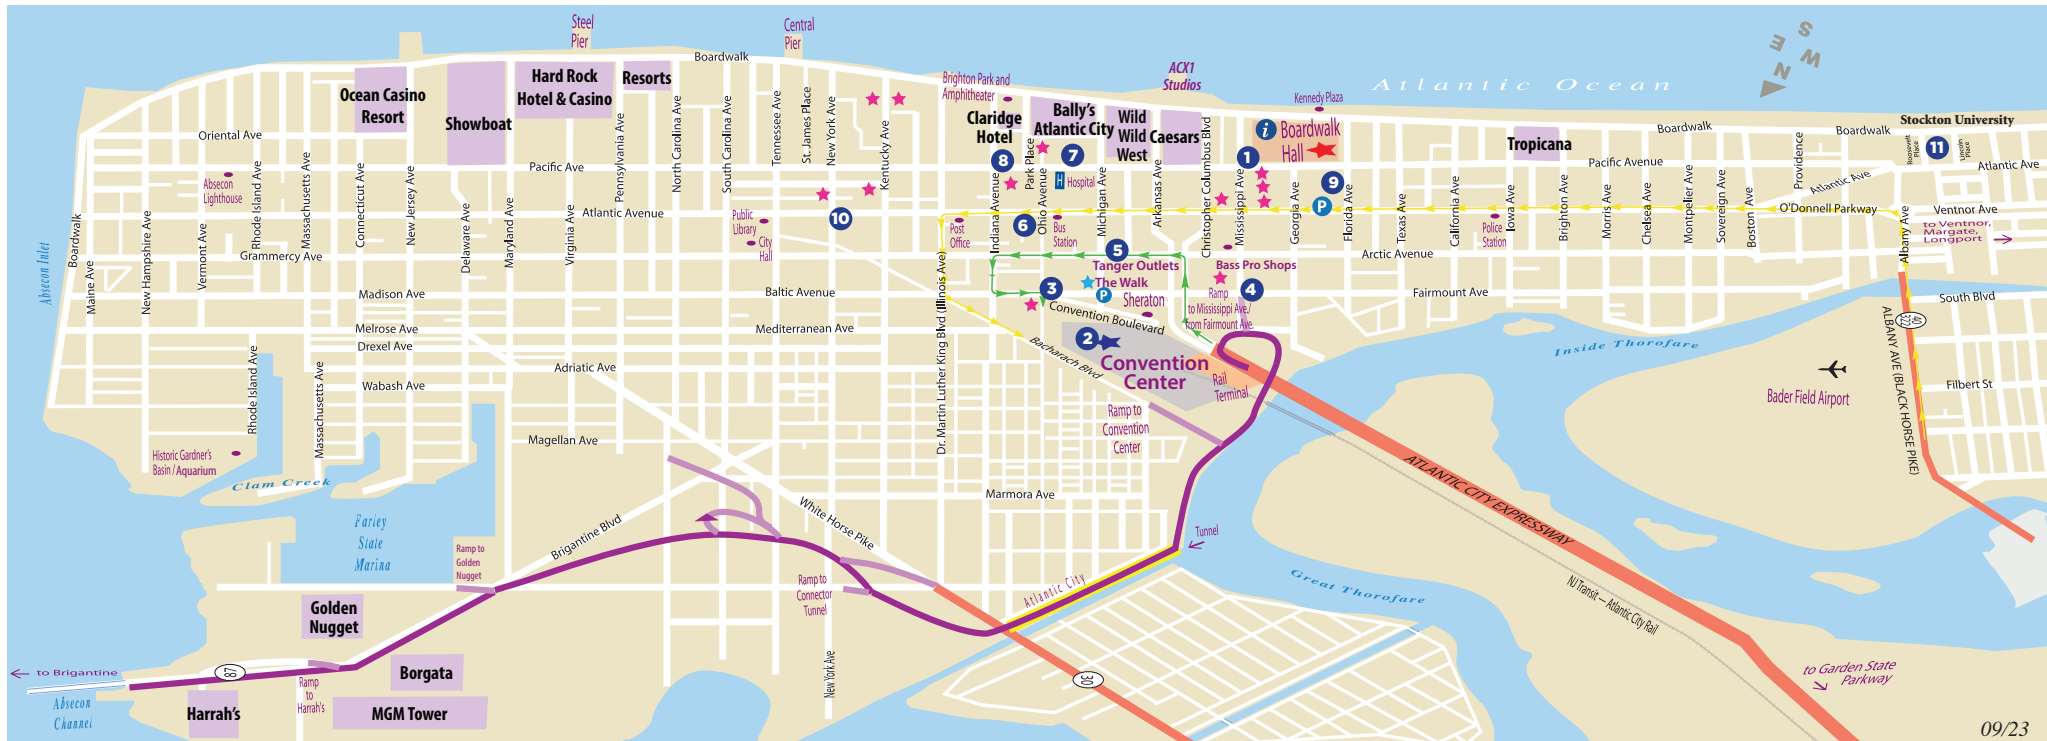 Steel
Pier
Central
Pier
Boardwalk
Atlantic Ocean
S
W
E
N
ACX1
Studios
Brighton Park and
Amphitheater
Kennedy Plaza
Ocean Casino
Resort
Showboat
Hard Rock
Hotel & Casino
Resorts
Claridge
Hotel
Bally's
Atlantic City
Wild
Wild
West
Caesars
i
Boardwalk
Hall
Tropicana
Boardwalk
Boardwalk
Stockton University
Roosevelt
Place
11
Lincoln
Place
Atlantic Ave
Oriental Ave
Pacific Ave
Pacific Avenue
Providence
Atlantic Ave
Absecon
Lighthouse
Atlantic Avenue
Public
Library
City
Hall
10
8
7
H Hospital
1
9
P
6
Post
Office
Bus
Station
Police
Station
O'Donnell Parkway
Ventnor Ave
to Ventnor,
Margate,
Longport
Boardwalk
Maine Ave
New Hampshire Ave
Vermont Ave
Rhode Island Ave
Massachusetts Ave
Connecticut Ave
New Jersey Ave
Delaware Ave
Maryland Ave
Virginia Ave
Pennsylvania Ave
North Carolina Ave
South Carolina Ave
Tennessee Ave
St. James Place
New York Ave
Kentucky Ave
Dr. Martin Luther King Blvd (Illinois Ave)
Indiana Avenue
Park Place
Ohio Avenue
Michigan Ave
Arkansas Ave
Christopher Columbus Blvd
Mississippi Ave
Georgia Ave
Florida Ave
Texas Ave
California Ave
Iowa Ave
Brighton Ave
Morris Ave
Chelsea Ave
Montpelier Ave
Sovereign Ave
Boston Ave
Albany Ave
Absecon Inlet
Grammercy Ave
Arctic Avenue
5
Tanger Outlets
The Walk
P
Bass Pro Shops
4
Ramp
to Mississippi Ave./
from Fairmount Ave.
3
Sheraton
Madison Ave
Baltic Avenue
Fairmount Ave
South Blvd
Convention Boulevard
Melrose Ave
Mediterranean Ave
Drexel Ave
2
Convention
Center
Bacharach Blvd
Rail
Terminal
40
322
ALBANY AVE (BLACK HORSE PIKE)
Inside Thorofare
Bader Field Airport
Filbert St
Adriatic Ave
Wabash Ave
Rhode Island Ave
Massachusetts Ave
Ramp to
Convention
Center
Magellan Ave
Historic Gardner's
Basin / Aquarium
Clam Creek
Marmora Ave
White Horse Pike
Farley
State
Marina
Brigantine Blvd
Tunnel
ATLANTIC CITY EXPRESSWAY
Ramp to
Golden
Nugget
Ramp to
Connector
Tunnel
Atlantic City
Great Thorofare
NJ Transit — Atlantic City Rail
Golden
Nugget
New York Ave
to Brigantine
87
Borgata
30
to Garden State
Parkway
Ramp
to
Harrah's
Absecon
Channel
Harrah's
MGM Tower
09/23